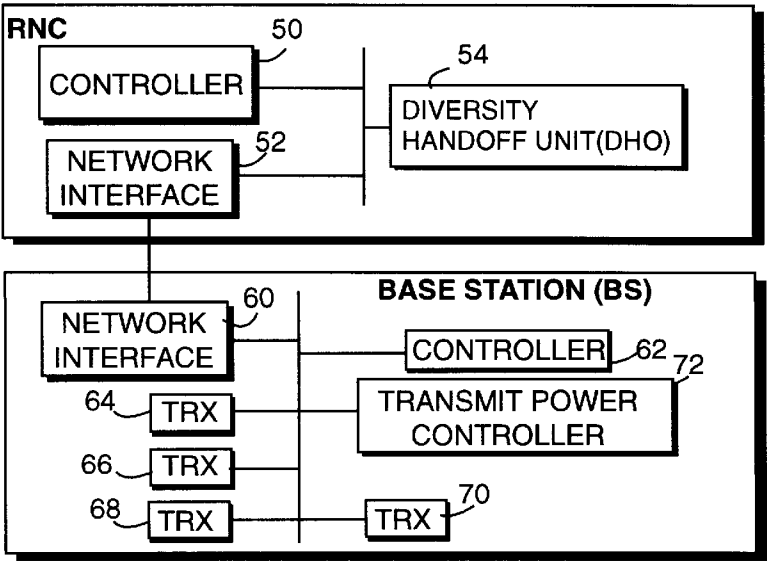 RNC
50
CONTROLLER
54
DIVERSITY
HANDOFF UNIT(DHO)
52
NETWORK
INTERFACE
BASE STATION (BS)
60
NETWORK
INTERFACE
CONTROLLER
62
72
64
TRX
TRANSMIT POWER
CONTROLLER
66
TRX
68
TRX
70
TRX